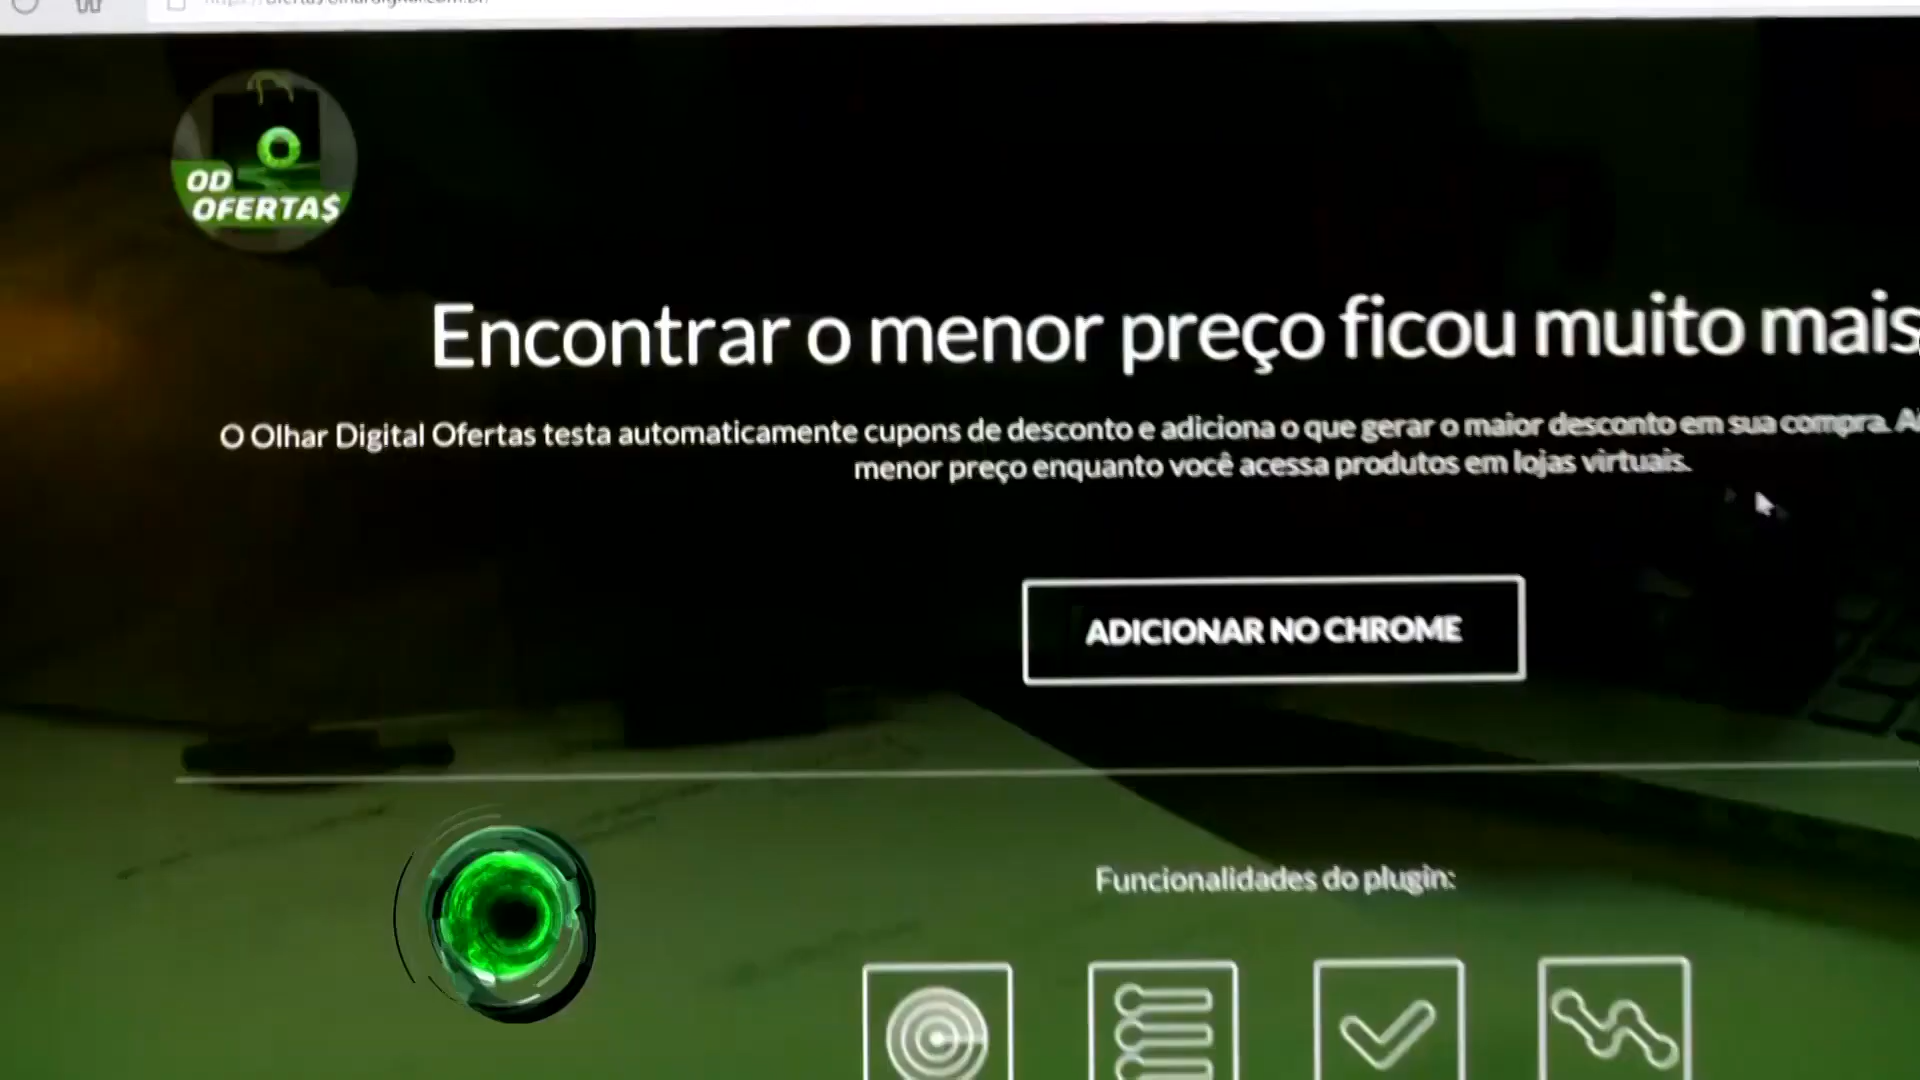 OD
OFERTA$
Encontrar o menor preço ficou muito mais
O Olhar Digital Ofertas testa automaticamente cupons de desconto e adiciona o que gerar o maior desconto em sua compra.
menor preço enquanto você acessa produtos em lojas virtuais.
ADICIONAR NO CHROME
Funcionalidades do plugin: